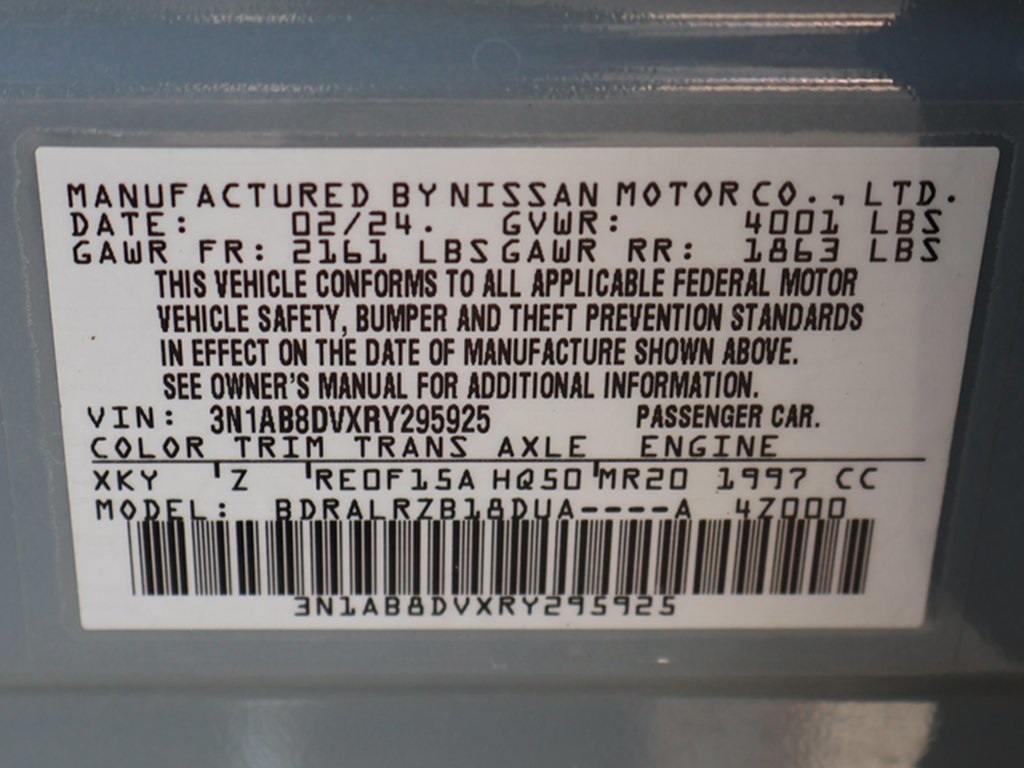 MANUFACTURED BY NISSAN MOTOR CO., LTD.
DATE: 02/24. GVWR: 4001 LBS
GAWR FR: 2161 LBS GAWR RR: 1863 LBS
THIS VEHICLE CONFORMS TO ALL APPLICABLE FEDERAL MOTOR
VEHICLE SAFETY, BUMPER AND THEFT PREVENTION STANDARDS
IN EFFECT ON THE DATE OF MANUFACTURE SHOWN ABOVE.
SEE OWNER'S MANUAL FOR ADDITIONAL INFORMATION.
VIN: 3N1AB8DVXRY295925 PASSENGER CAR.
COLOR TRIM TRANS AXLE ENGINE
XKY Z RE0F15A HQ50 MR20 1997 CC
MODEL: BDRALRZB18DUA----A 4Z000
3N1AB8DVXRY295925